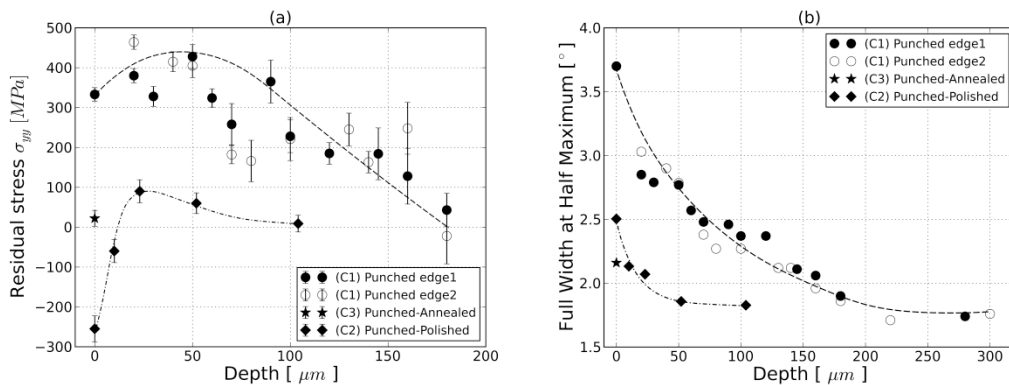 (a)
500
400
300
200
100
0
−100
−200
−300
0
50
100
150
200
Residual stress σyy [MPa]
Depth [ μm ]
(C1) Punched edge1
(C1) Punched edge2
(C3) Punched-Annealed
(C2) Punched-Polished
(b)
4.0
3.5
3.0
2.5
2.0
1.5
0
50
100
150
200
250
300
Full Width at Half Maximum [°
Depth [ μm ]
(C1) Punched edge1
(C1) Punched edge2
(C3) Punched-Annealed
(C2) Punched-Polished